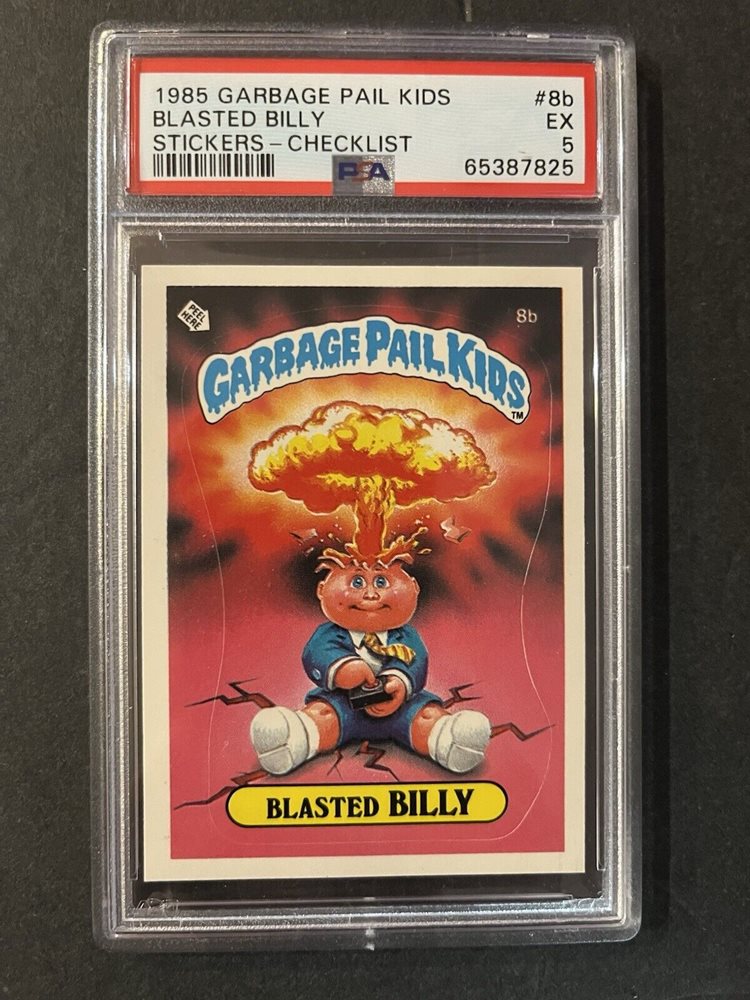 1985 GARBAGE PAIL KIDS #8b
BLASTED BILLY EX
STICKERS – CHECKLIST 5
PSA 65387825
PEEL HERE
8b
GARBAGE PAIL KIDS
TM
BLASTED BILLY